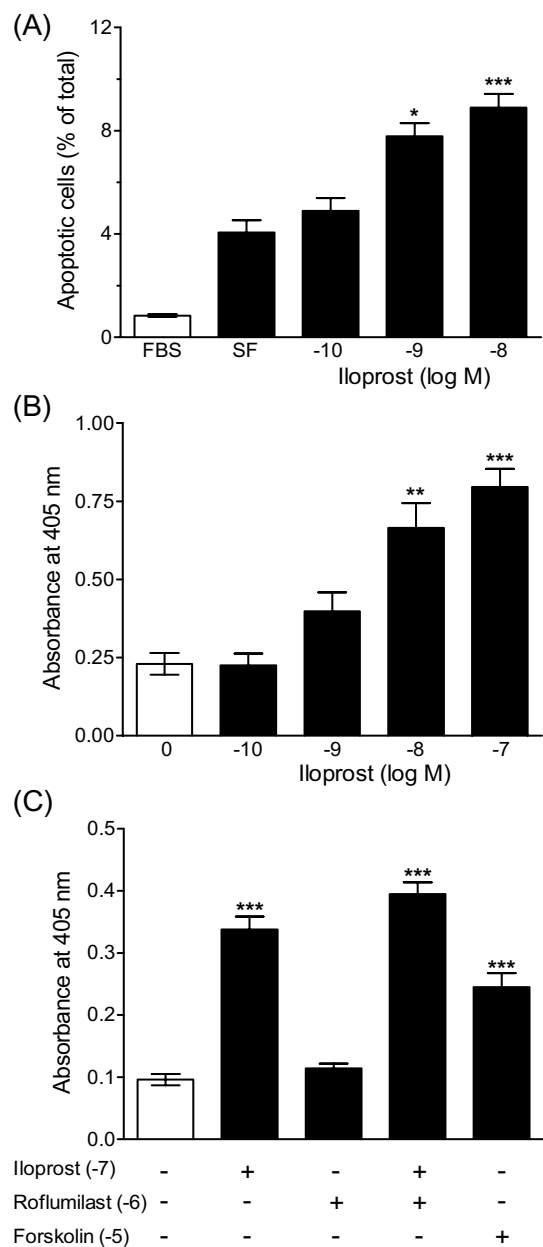 (A)
12
8
4
0
Apoptotic cells (% of total)
*
***
FBS SF -10 -9 -8
Iloprost (log M)
(B)
1.00
0.75
0.50
0.25
0.00
Absorbance at 405 nm
**
***
0 -10 -9 -8 -7
Iloprost (log M)
(C)
0.5
0.4
0.3
0.2
0.1
0.0
Absorbance at 405 nm
***
***
***
Iloprost (-7) - + - + -
Roflumilast (-6) - - + + -
Forskolin (-5) - - - - +